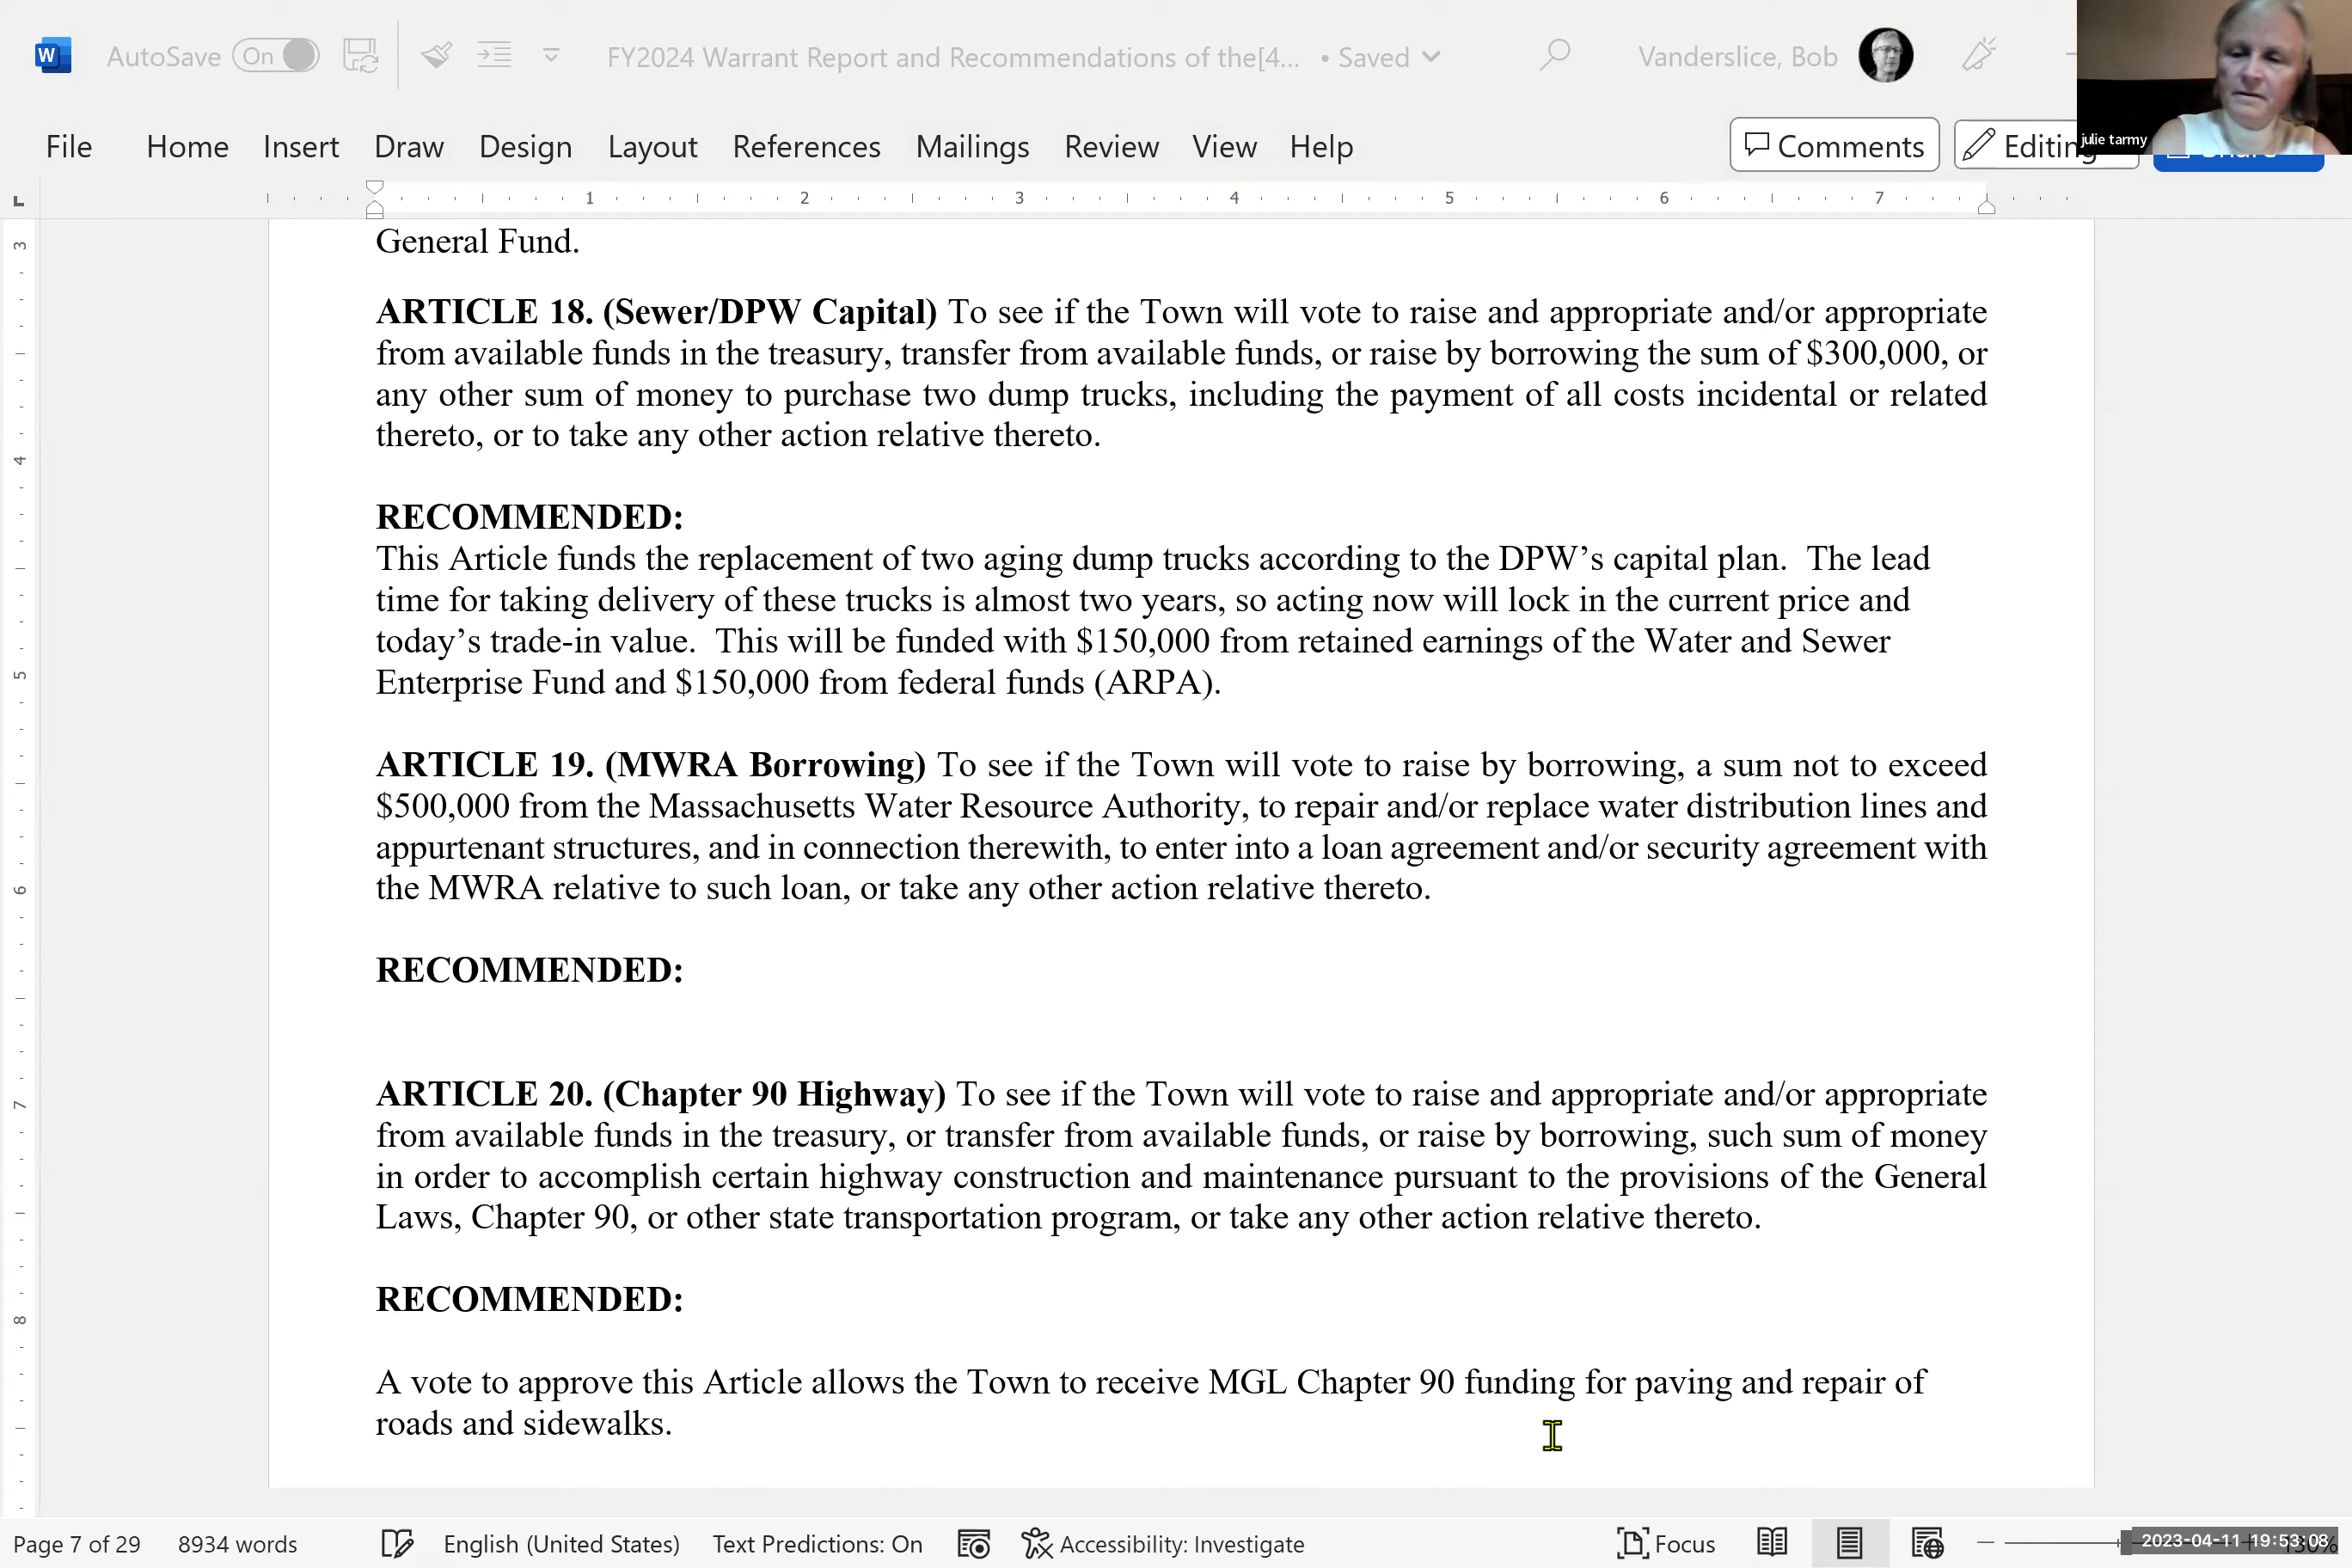 W AutoSave On FY2024 Warrant Report and Recommendations of the[4... • Saved Vanderslice, Bob
File Home Insert Draw Design Layout References Mailings Review View Help Comments Editing julie tarmy
1 2 3 4 5 6 7
General Fund.
ARTICLE 18. (Sewer/DPW Capital) To see if the Town will vote to raise and appropriate and/or appropriate
from available funds in the treasury, transfer from available funds, or raise by borrowing the sum of $300,000, or
any other sum of money to purchase two dump trucks, including the payment of all costs incidental or related
thereto, or to take any other action relative thereto.
RECOMMENDED:
This Article funds the replacement of two aging dump trucks according to the DPW’s capital plan.  The lead
time for taking delivery of these trucks is almost two years, so acting now will lock in the current price and
today’s trade-in value.  This will be funded with $150,000 from retained earnings of the Water and Sewer
Enterprise Fund and $150,000 from federal funds (ARPA).
ARTICLE 19. (MWRA Borrowing) To see if the Town will vote to raise by borrowing, a sum not to exceed
$500,000 from the Massachusetts Water Resource Authority, to repair and/or replace water distribution lines and
appurtenant structures, and in connection therewith, to enter into a loan agreement and/or security agreement with
the MWRA relative to such loan, or take any other action relative thereto.
RECOMMENDED:
ARTICLE 20. (Chapter 90 Highway) To see if the Town will vote to raise and appropriate and/or appropriate
from available funds in the treasury, or transfer from available funds, or raise by borrowing, such sum of money
in order to accomplish certain highway construction and maintenance pursuant to the provisions of the General
Laws, Chapter 90, or other state transportation program, or take any other action relative thereto.
RECOMMENDED:
A vote to approve this Article allows the Town to receive MGL Chapter 90 funding for paving and repair of
roads and sidewalks.
3
4
5
6
7
8
Page 7 of 29 8934 words English (United States) Text Predictions: On Accessibility: Investigate Focus 2023-04-11 19:53:08